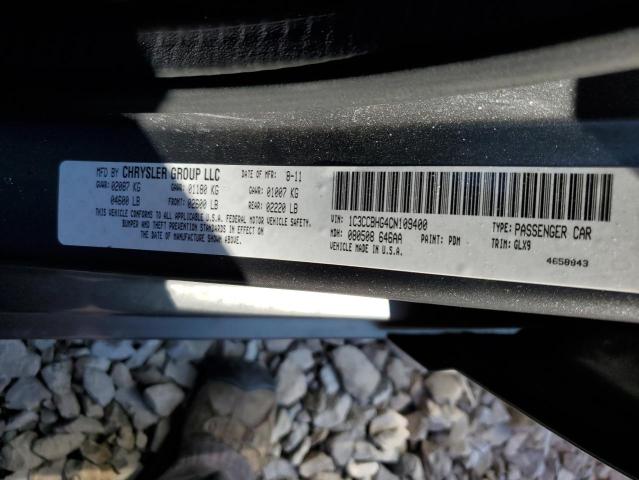 MFD BY CHRYSLER GROUP LLC DATE OF MFR: 8-11
GVWR: 02087 KG GAWR: 01180 KG GAWR: 01007 KG
04600 LB FRONT: 02600 LB REAR: 02220 LB
THIS VEHICLE CONFORMS TO ALL APPLICABLE U.S.A. FEDERAL MOTOR VEHICLE SAFETY,
BUMPER AND THEFT PREVENTION STANDARDS IN EFFECT ON THE DATE OF MANUFACTURE SHOWN ABOVE.
VIN: 1C3CCBHG4CN109400 TYPE: PASSENGER CAR
MDH: 080508 646AA PAINT: PDM TRIM: GLX9
VEHICLE MADE IN U.S.A.
4658943